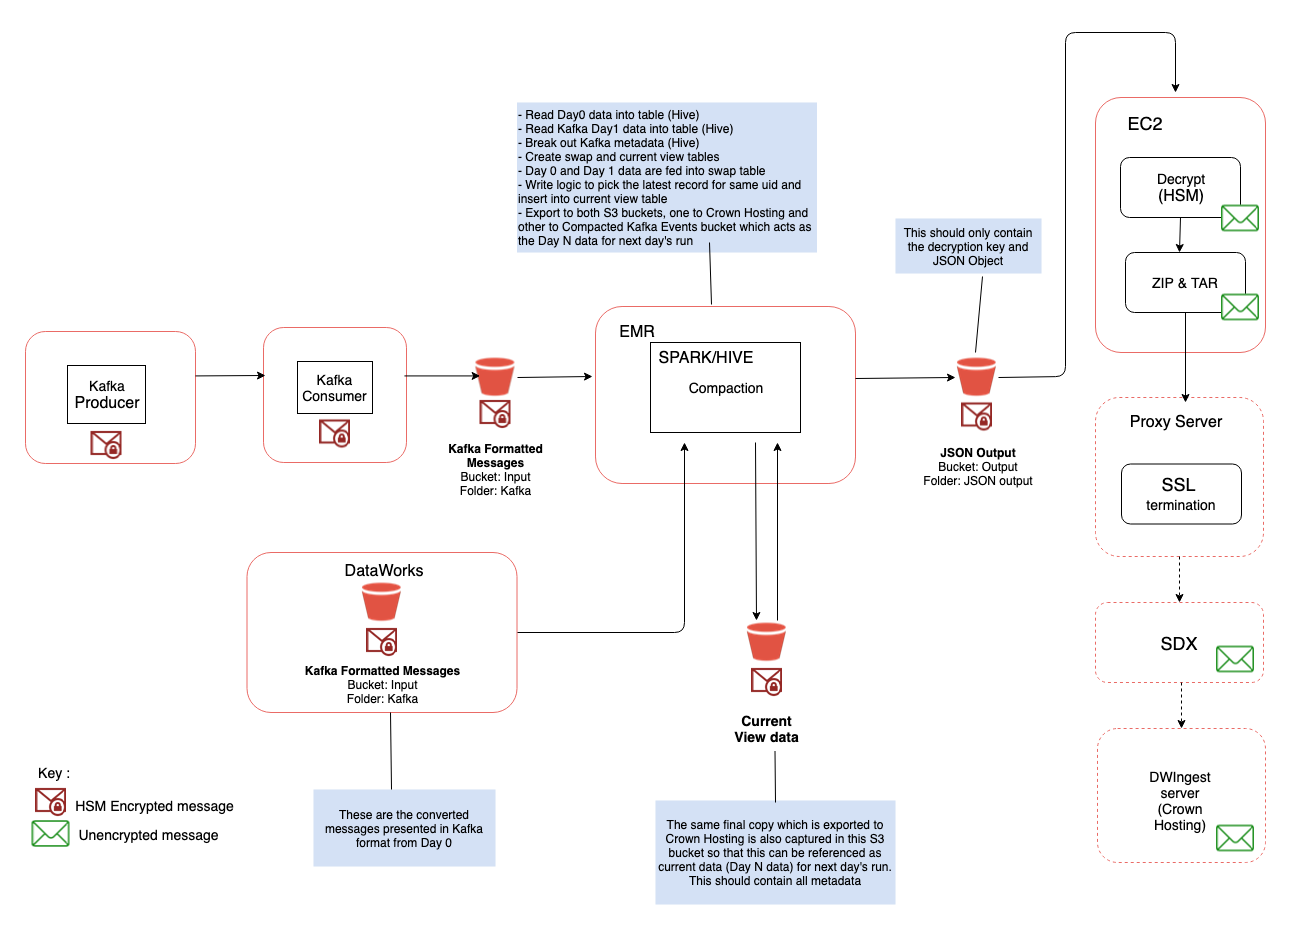 - Read Day0 data into table (Hive)
- Read Kafka Day1 data into table (Hive)
- Break out Kafka metadata (Hive)
- Create swap and current view tables
- Day 0 and Day 1 data are fed into swap table
- Write logic to pick the latest record for same uid and
insert into current view table
- Export to both S3 buckets, one to Crown Hosting and
other to Compacted Kafka Events bucket which acts as
the Day N data for next day's run
This should only contain
the decryption key and
JSON Object
EC2
Decrypt
(HSM)
ZIP & TAR
Kafka
Producer
Kafka
Consumer
Kafka Formatted
Messages
Bucket: Input
Folder: Kafka
EMR
SPARK/HIVE
Compaction
JSON Output
Bucket: Output
Folder: JSON output
Proxy Server
SSL
termination
DataWorks
Kafka Formatted Messages
Bucket: Input
Folder: Kafka
SDX
Current
View data
DWIngest
server
(Crown
Hosting)
Key :
HSM Encrypted message
Unencrypted message
These are the converted
messages presented in Kafka
format from Day 0
The same final copy which is exported to
Crown Hosting is also captured in this S3
bucket so that this can be referenced as
current data (Day N data) for next day's run.
This should contain all metadata